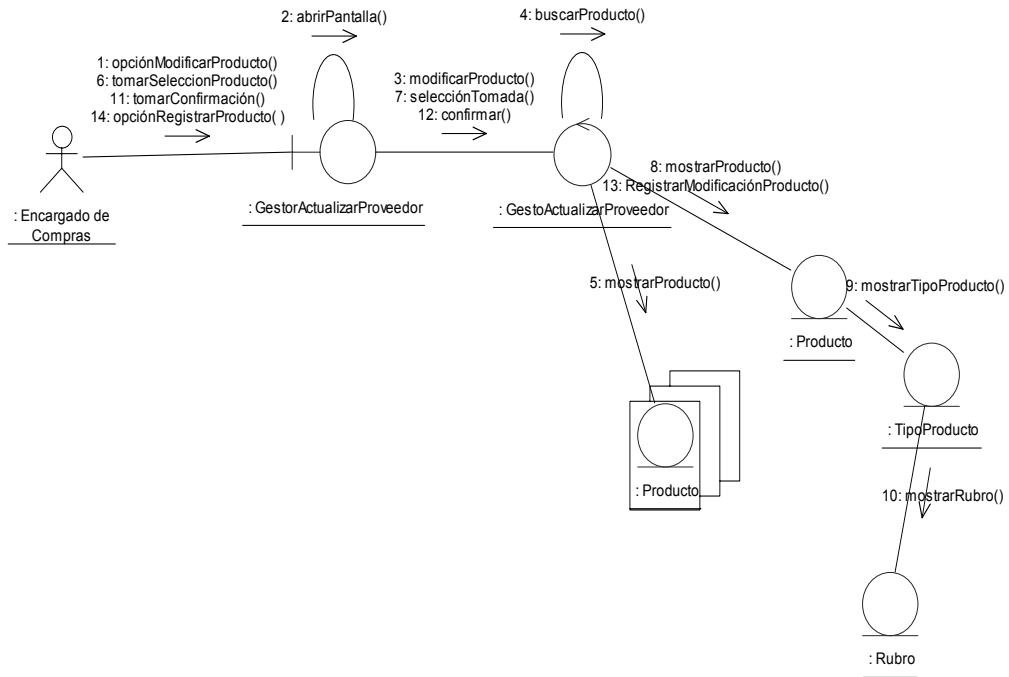 2: abrirPantalla()
4: buscarProducto()
1: opciónModificarProducto()
6: tomarSeleccionProducto()
11: tomarConfirmación()
14: opciónRegistrarProducto( )
3: modificarProducto()
7: selecciónTomada()
12: confirmar()
8: mostrarProducto()
13: RegistrarModificaciónProducto()
: Encargado de
Compras
: GestorActualizarProveedor
: GestoActualizarProveedor
5: mostrarProducto()
9: mostrarTipoProducto()
: Producto
: TipoProducto
: Producto
10: mostrarRubro()
: Rubro